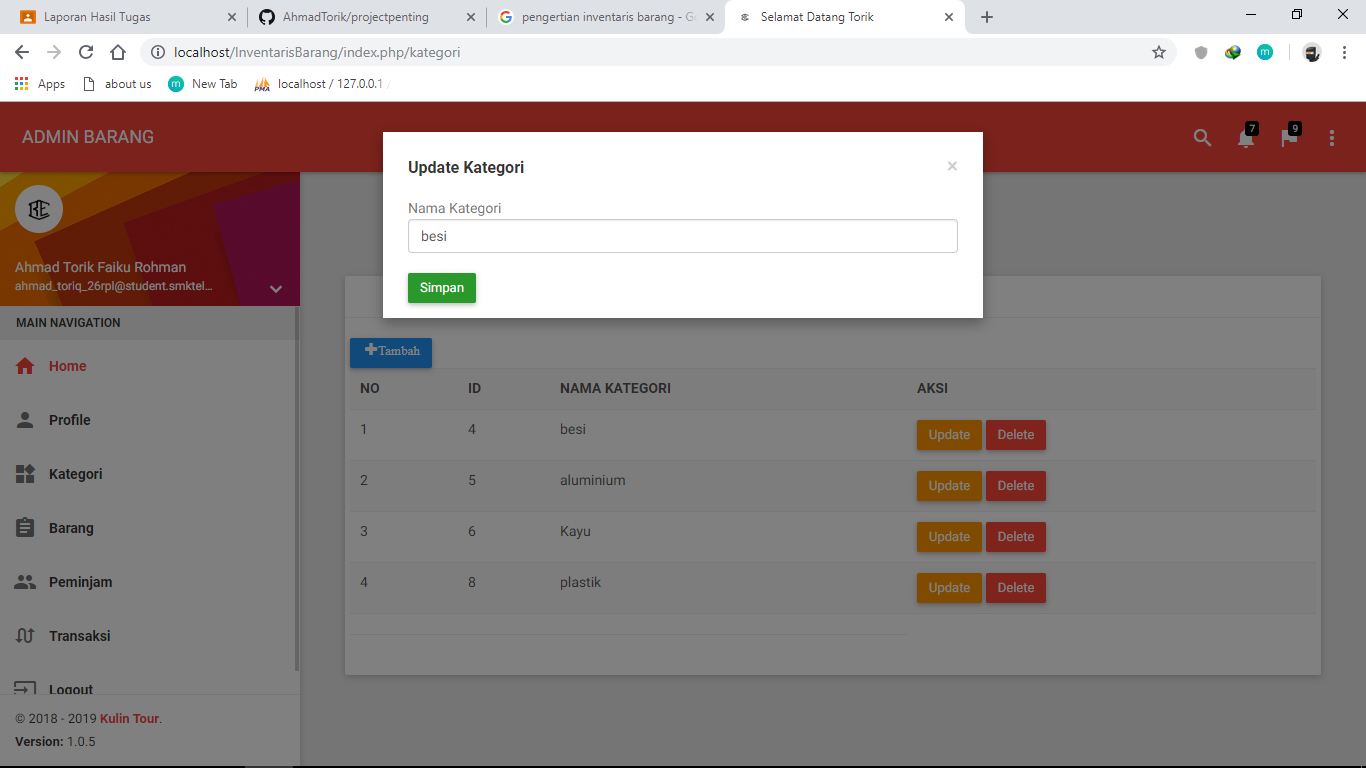 Laporan Hasil Tugas
AhmadTorik/projectpenting
pengertian inventaris barang - G
Selamat Datang Torik
localhost/InventarisBarang/index.php/kategori
Apps
about us
New Tab
PMA
localhost / 127.0.0.1 /
ADMIN BARANG
7
9
Update Kategori
×
Nama Kategori
besi
Simpan
Ahmad Torik Faiku Rohman
ahmad_toriq_26rpl@student.smktel...
MAIN NAVIGATION
Home
Profile
Kategori
Barang
Peminjam
Transaksi
Logout
© 2018 - 2019 Kulin Tour.
Version: 1.0.5
Tambah
NO ID NAMA KATEGORI AKSI
1 4 besi Update Delete
2 5 aluminium Update Delete
3 6 Kayu Update Delete
4 8 plastik Update Delete